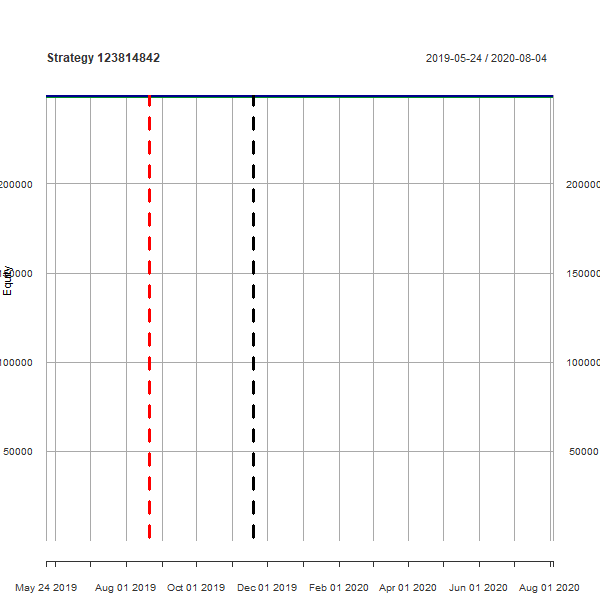 Strategy 123814842
2019-05-24 / 2020-08-04
200000 200000
150000 150000
Equity
100000 100000
50000 50000
May 24 2019 Aug 01 2019 Oct 01 2019 Dec 01 2019 Feb 01 2020 Apr 01 2020 Jun 01 2020 Aug 01 2020